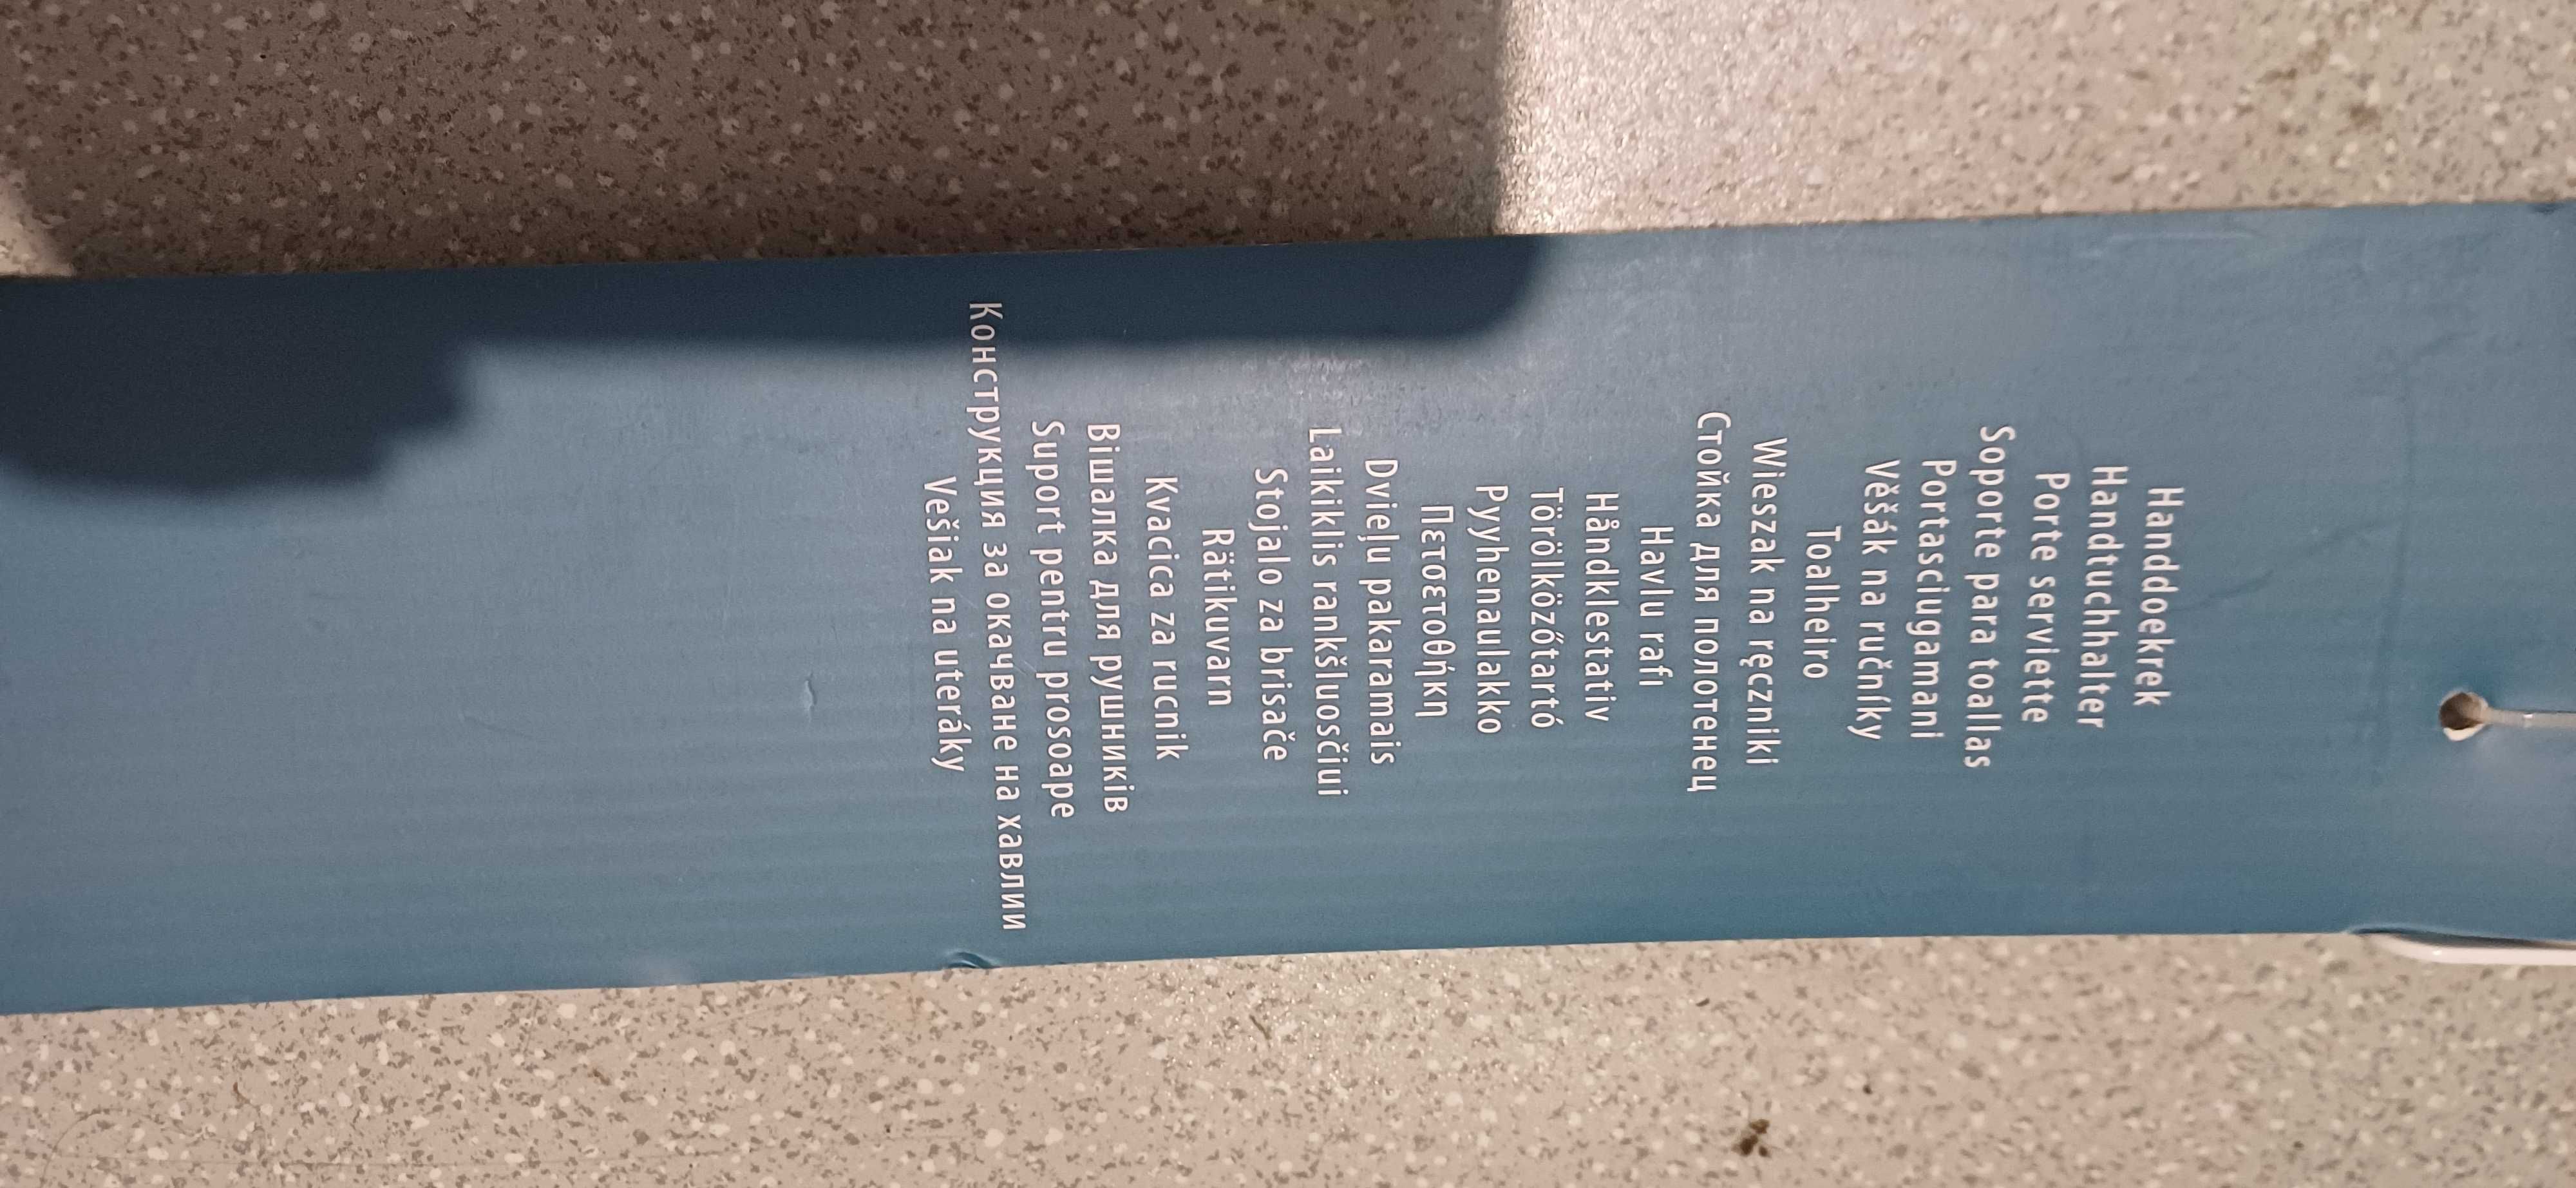 Handdoekrek
Handtuchhalter
Porte serviette
Soporte para toallas
Portasciugamani
Věšák na ručníky
Toalheiro
Wieszak na ręczniki
Стойка для полотенец
Havlu rafı
Håndklestativ
Törölközőtartó
Pyyhenaulakko
Πετσετοθήκη
Dvieļu pakaramais
Laikiklis rankšluosčiui
Stojalo za brisače
Rätikuvarn
Kvacica za rucnik
Вішалка для рушників
Suport pentru prosoape
Конструкция за окачване на хавлии
Vešiak na uteráky